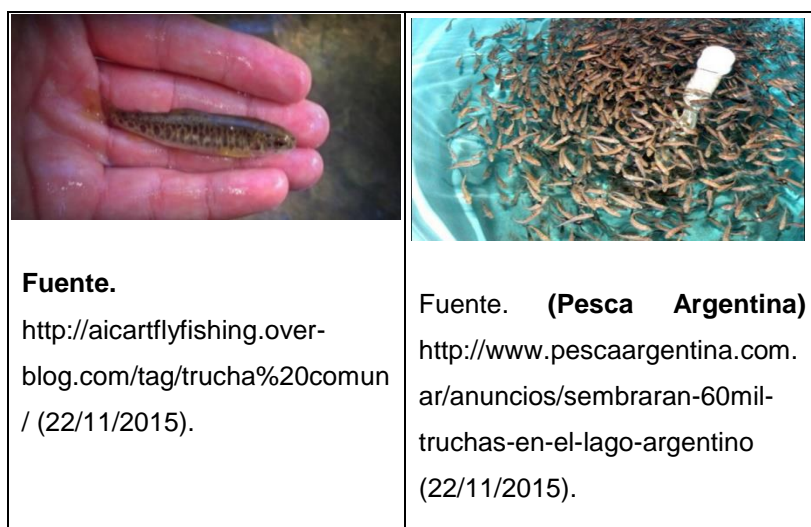 Fuente.
http://aicartflyfishing.over-
blog.com/tag/trucha%20comun
/ (22/11/2015).
Fuente. (Pesca Argentina)
http://www.pescaargentina.com.
ar/anuncios/sembraran-60mil-
truchas-en-el-lago-argentino
(22/11/2015).